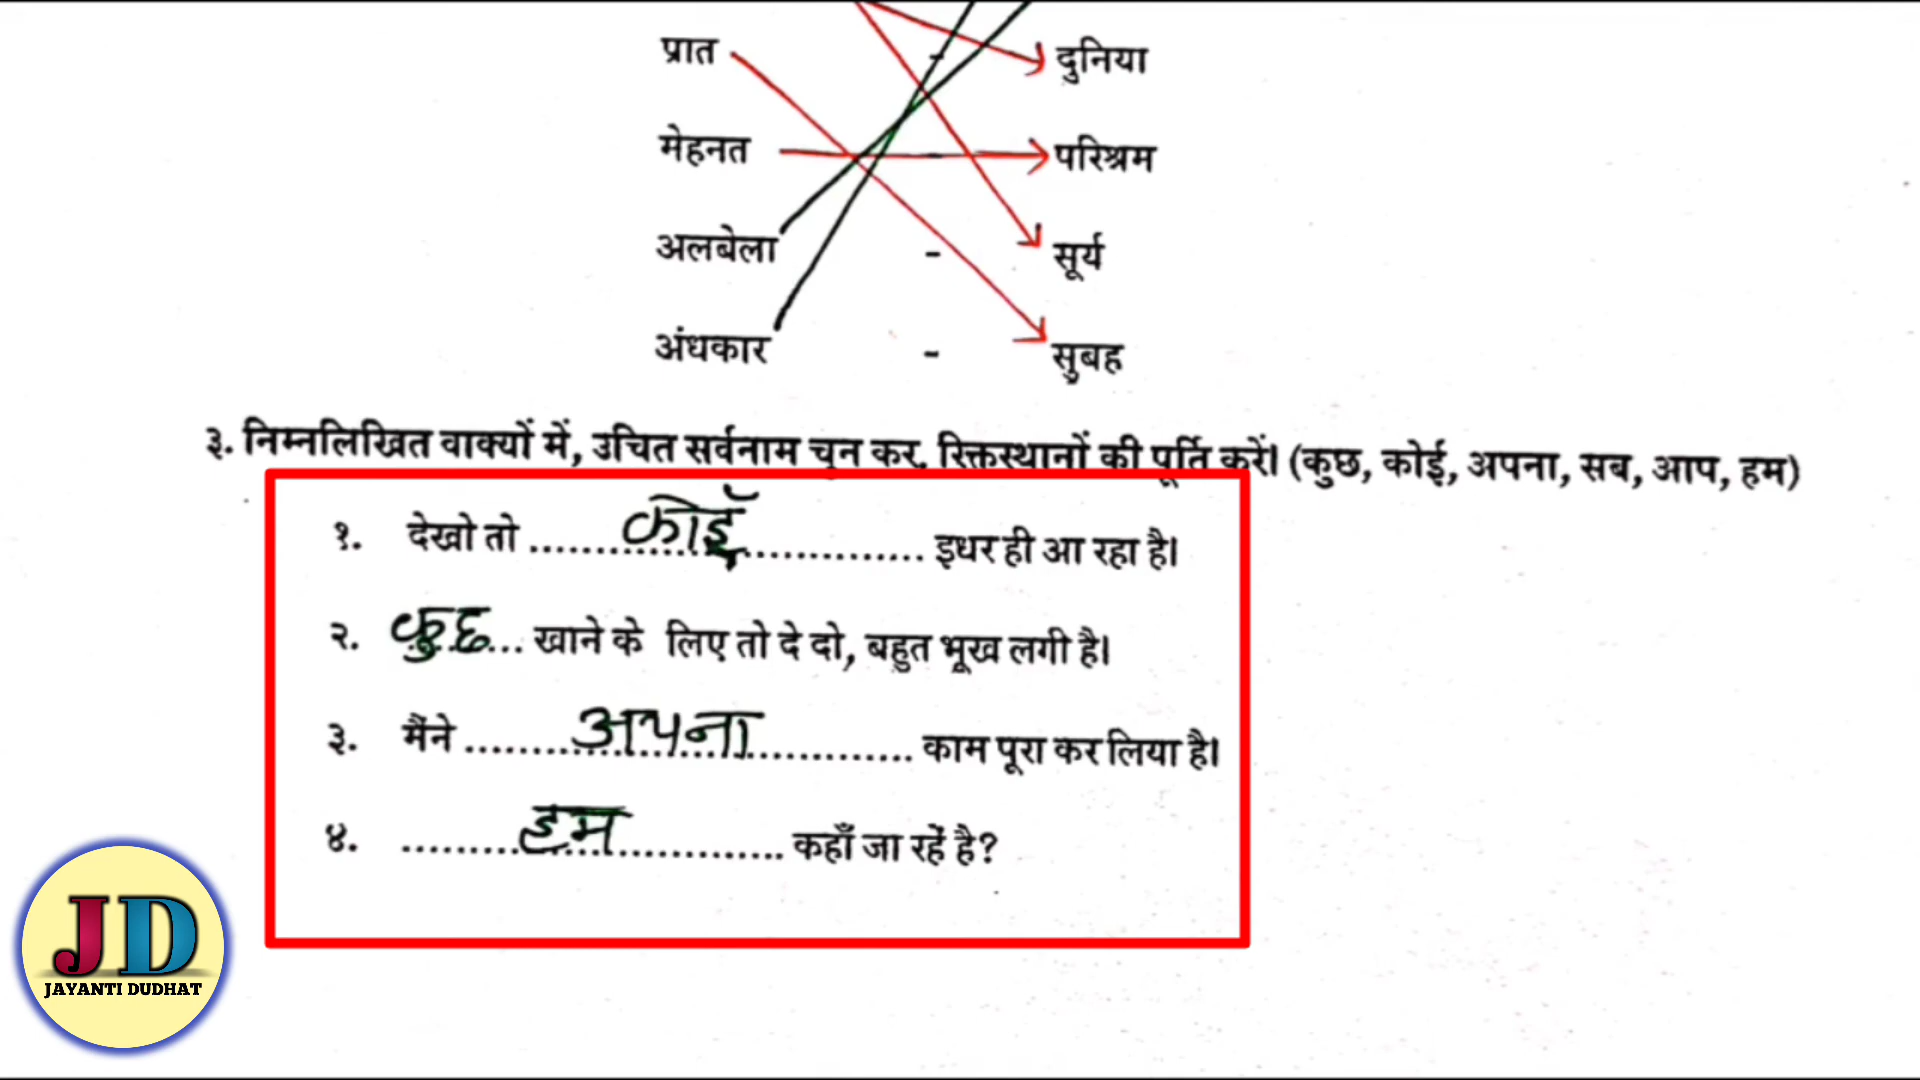 प्रात - दुनिया
मेहनत - परिश्रम
अलबेला - सूर्य
अंधकार - सुबह
३. निम्नलिखित वाक्यों में, उचित सर्वनाम चुन कर, रिक्तस्थानों की पूर्ति करें। (कुछ, कोई, अपना, सब, आप, हम)
१. देखो तो ..........कोई.......... इधर ही आ रहा है।
२. कुछ... खाने के लिए तो दे दो, बहुत भूख लगी है।
३. मैंने ..........अपना.......... काम पूरा कर लिया है।
४. ..........हम.......... कहाँ जा रहें है?
JD
JAYANTI DUDHAT